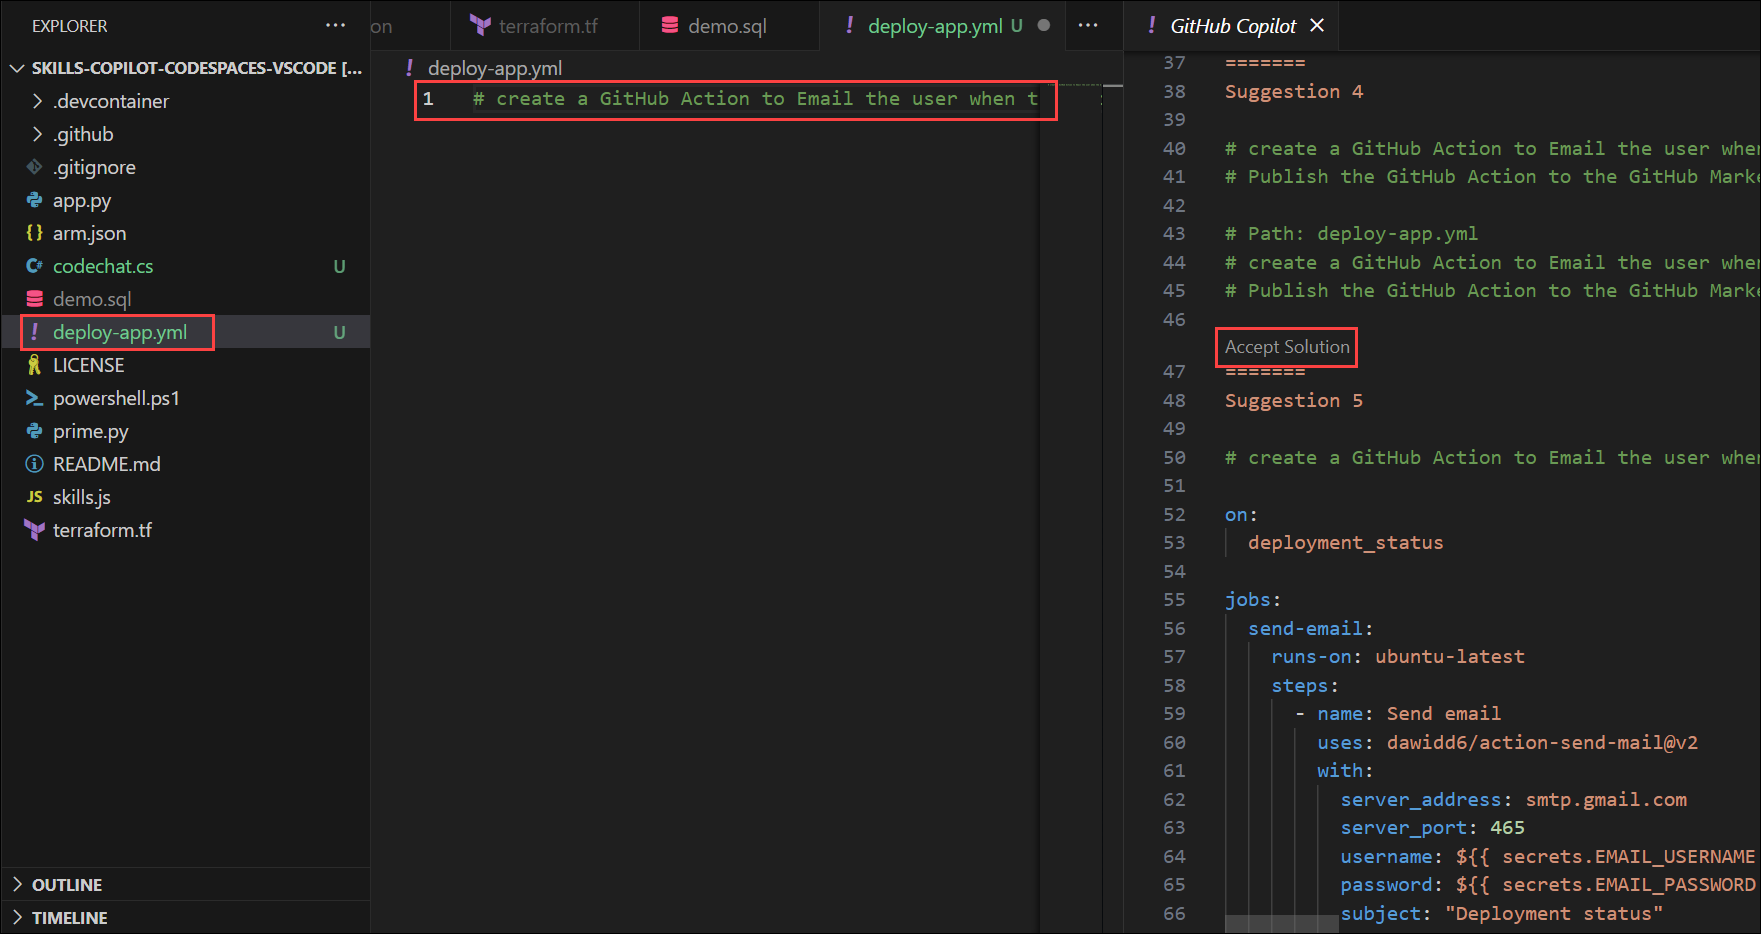 EXPLORER
SKILLS-COPILOT-CODESPACES-VSCODE [...
.devcontainer
.github
.gitignore
app.py
{} arm.json
C# codechat.cs U
demo.sql
! deploy-app.yml U
LICENSE
powershell.ps1
prime.py
README.md
JS skills.js
terraform.tf
OUTLINE
TIMELINE
on
terraform.tf
demo.sql
! deploy-app.yml U
! deploy-app.yml
1 # create a GitHub Action to Email the user when t
! GitHub Copilot
37 =======
38 Suggestion 4
39
40 # create a GitHub Action to Email the user when
41 # Publish the GitHub Action to the GitHub Mark
42
43 # Path: deploy-app.yml
44 # create a GitHub Action to Email the user when
45 # Publish the GitHub Action to the GitHub Mark
46
Accept Solution
47 =======
48 Suggestion 5
49
50 # create a GitHub Action to Email the user when
51
52 on:
53 deployment_status
54
55 jobs:
56 send-email:
57 runs-on: ubuntu-latest
58 steps:
59 - name: Send email
60 uses: dawidd6/action-send-mail@v2
61 with:
62 server_address: smtp.gmail.com
63 server_port: 465
64 username: ${{ secrets.EMAIL_USERNAME
65 password: ${{ secrets.EMAIL_PASSWORD
66 subject: "Deployment status"